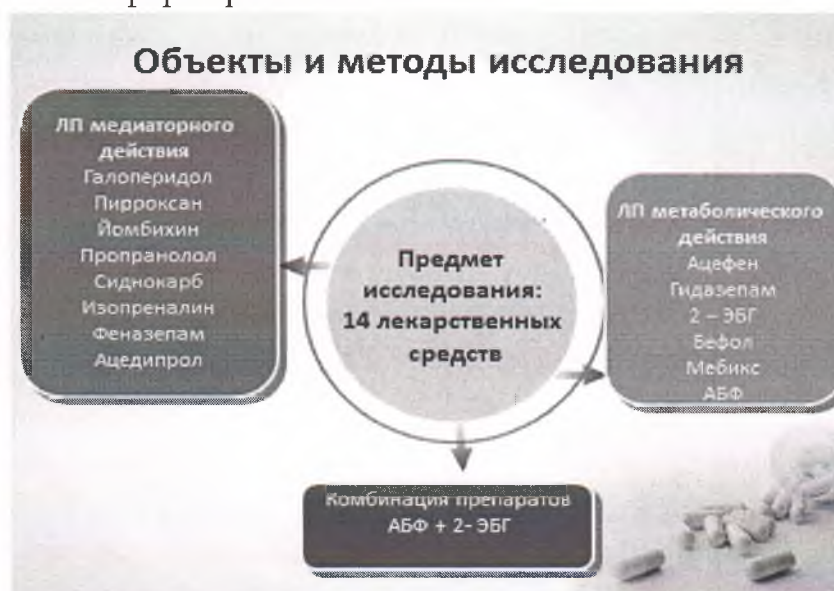 Объекты и методы исследования
ЛП медиаторного
действия
Галоперидол
Пирроксан
Йомбихин
Пропранолол
Сиднокарб
Изопреналин
Феназепам
Ацедипрол
Предмет
исследования:
14 лекарственных
средств
ЛП метаболического
действия
Ацефен
Гидазепам
2 – ЭБГ
Бефол
Мебикс
АБФ
Комбинация препаратов
АБФ + 2- ЭБГ